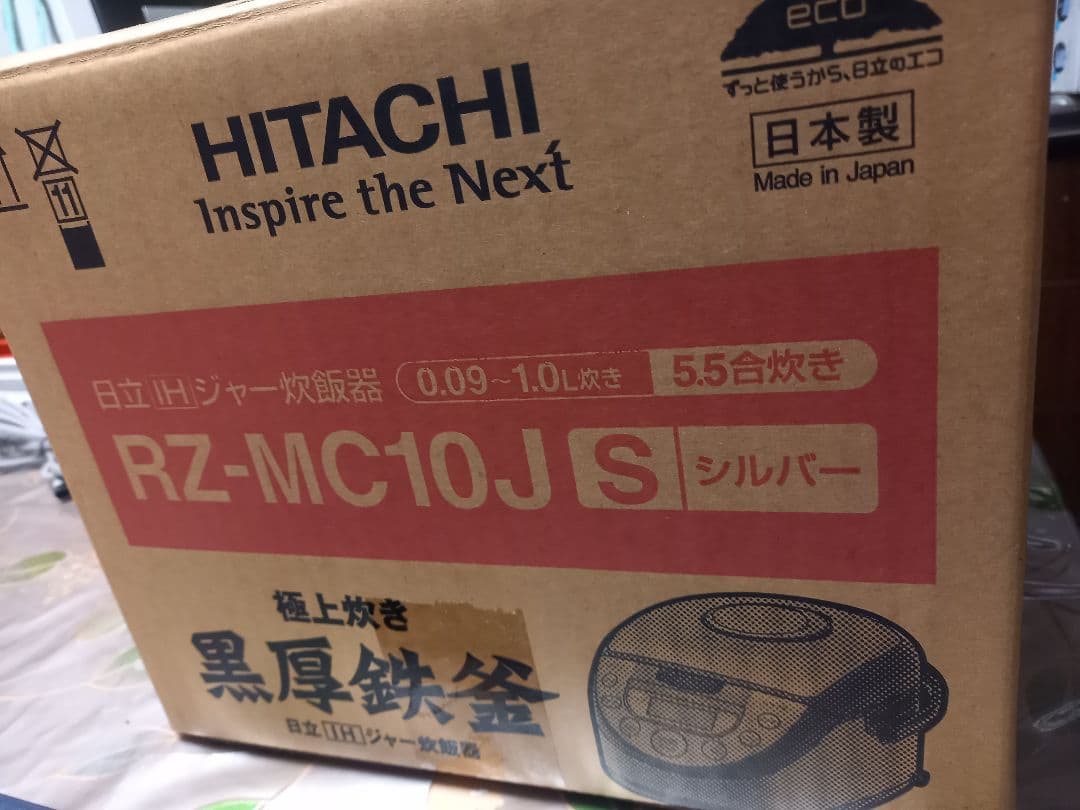 eco
ずっと使うから、日立のエコ
日本製
Made in Japan
HITACHI
Inspire the Next
11
日立IHジャー炊飯器 0.09~1.0L炊き 5.5合炊き
RZ-MC10J S シルバー
極上炊き
黒厚鉄釜
日立IHジャー炊飯器